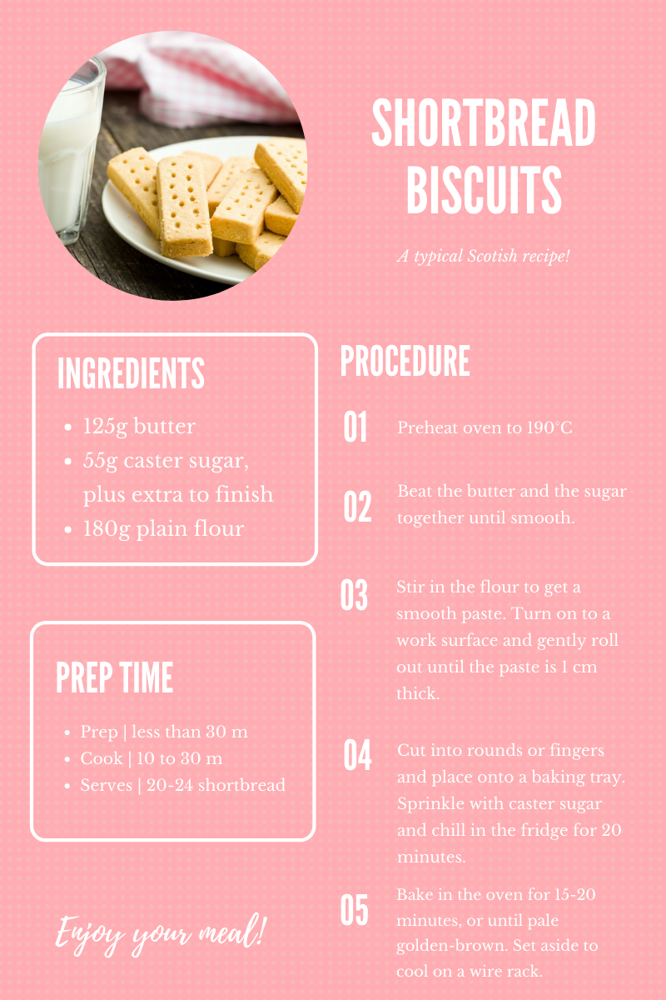 SHORTBREAD
BISCUITS
A typical Scotish recipe!
INGREDIENTS
• 125g butter
• 55g caster sugar,
plus extra to finish
• 180g plain flour
PREP TIME
• Prep | less than 30 m
• Cook | 10 to 30 m
• Serves | 20-24 shortbread
Enjoy your meal!
PROCEDURE
01 Preheat oven to 190°C
02 Beat the butter and the sugar
together until smooth.
03 Stir in the flour to get a
smooth paste. Turn on to a
work surface and gently roll
out until the paste is 1 cm
thick.
04 Cut into rounds or fingers
and place onto a baking tray.
Sprinkle with caster sugar
and chill in the fridge for 20
minutes.
05 Bake in the oven for 15-20
minutes, or until pale
golden-brown. Set aside to
cool on a wire rack.